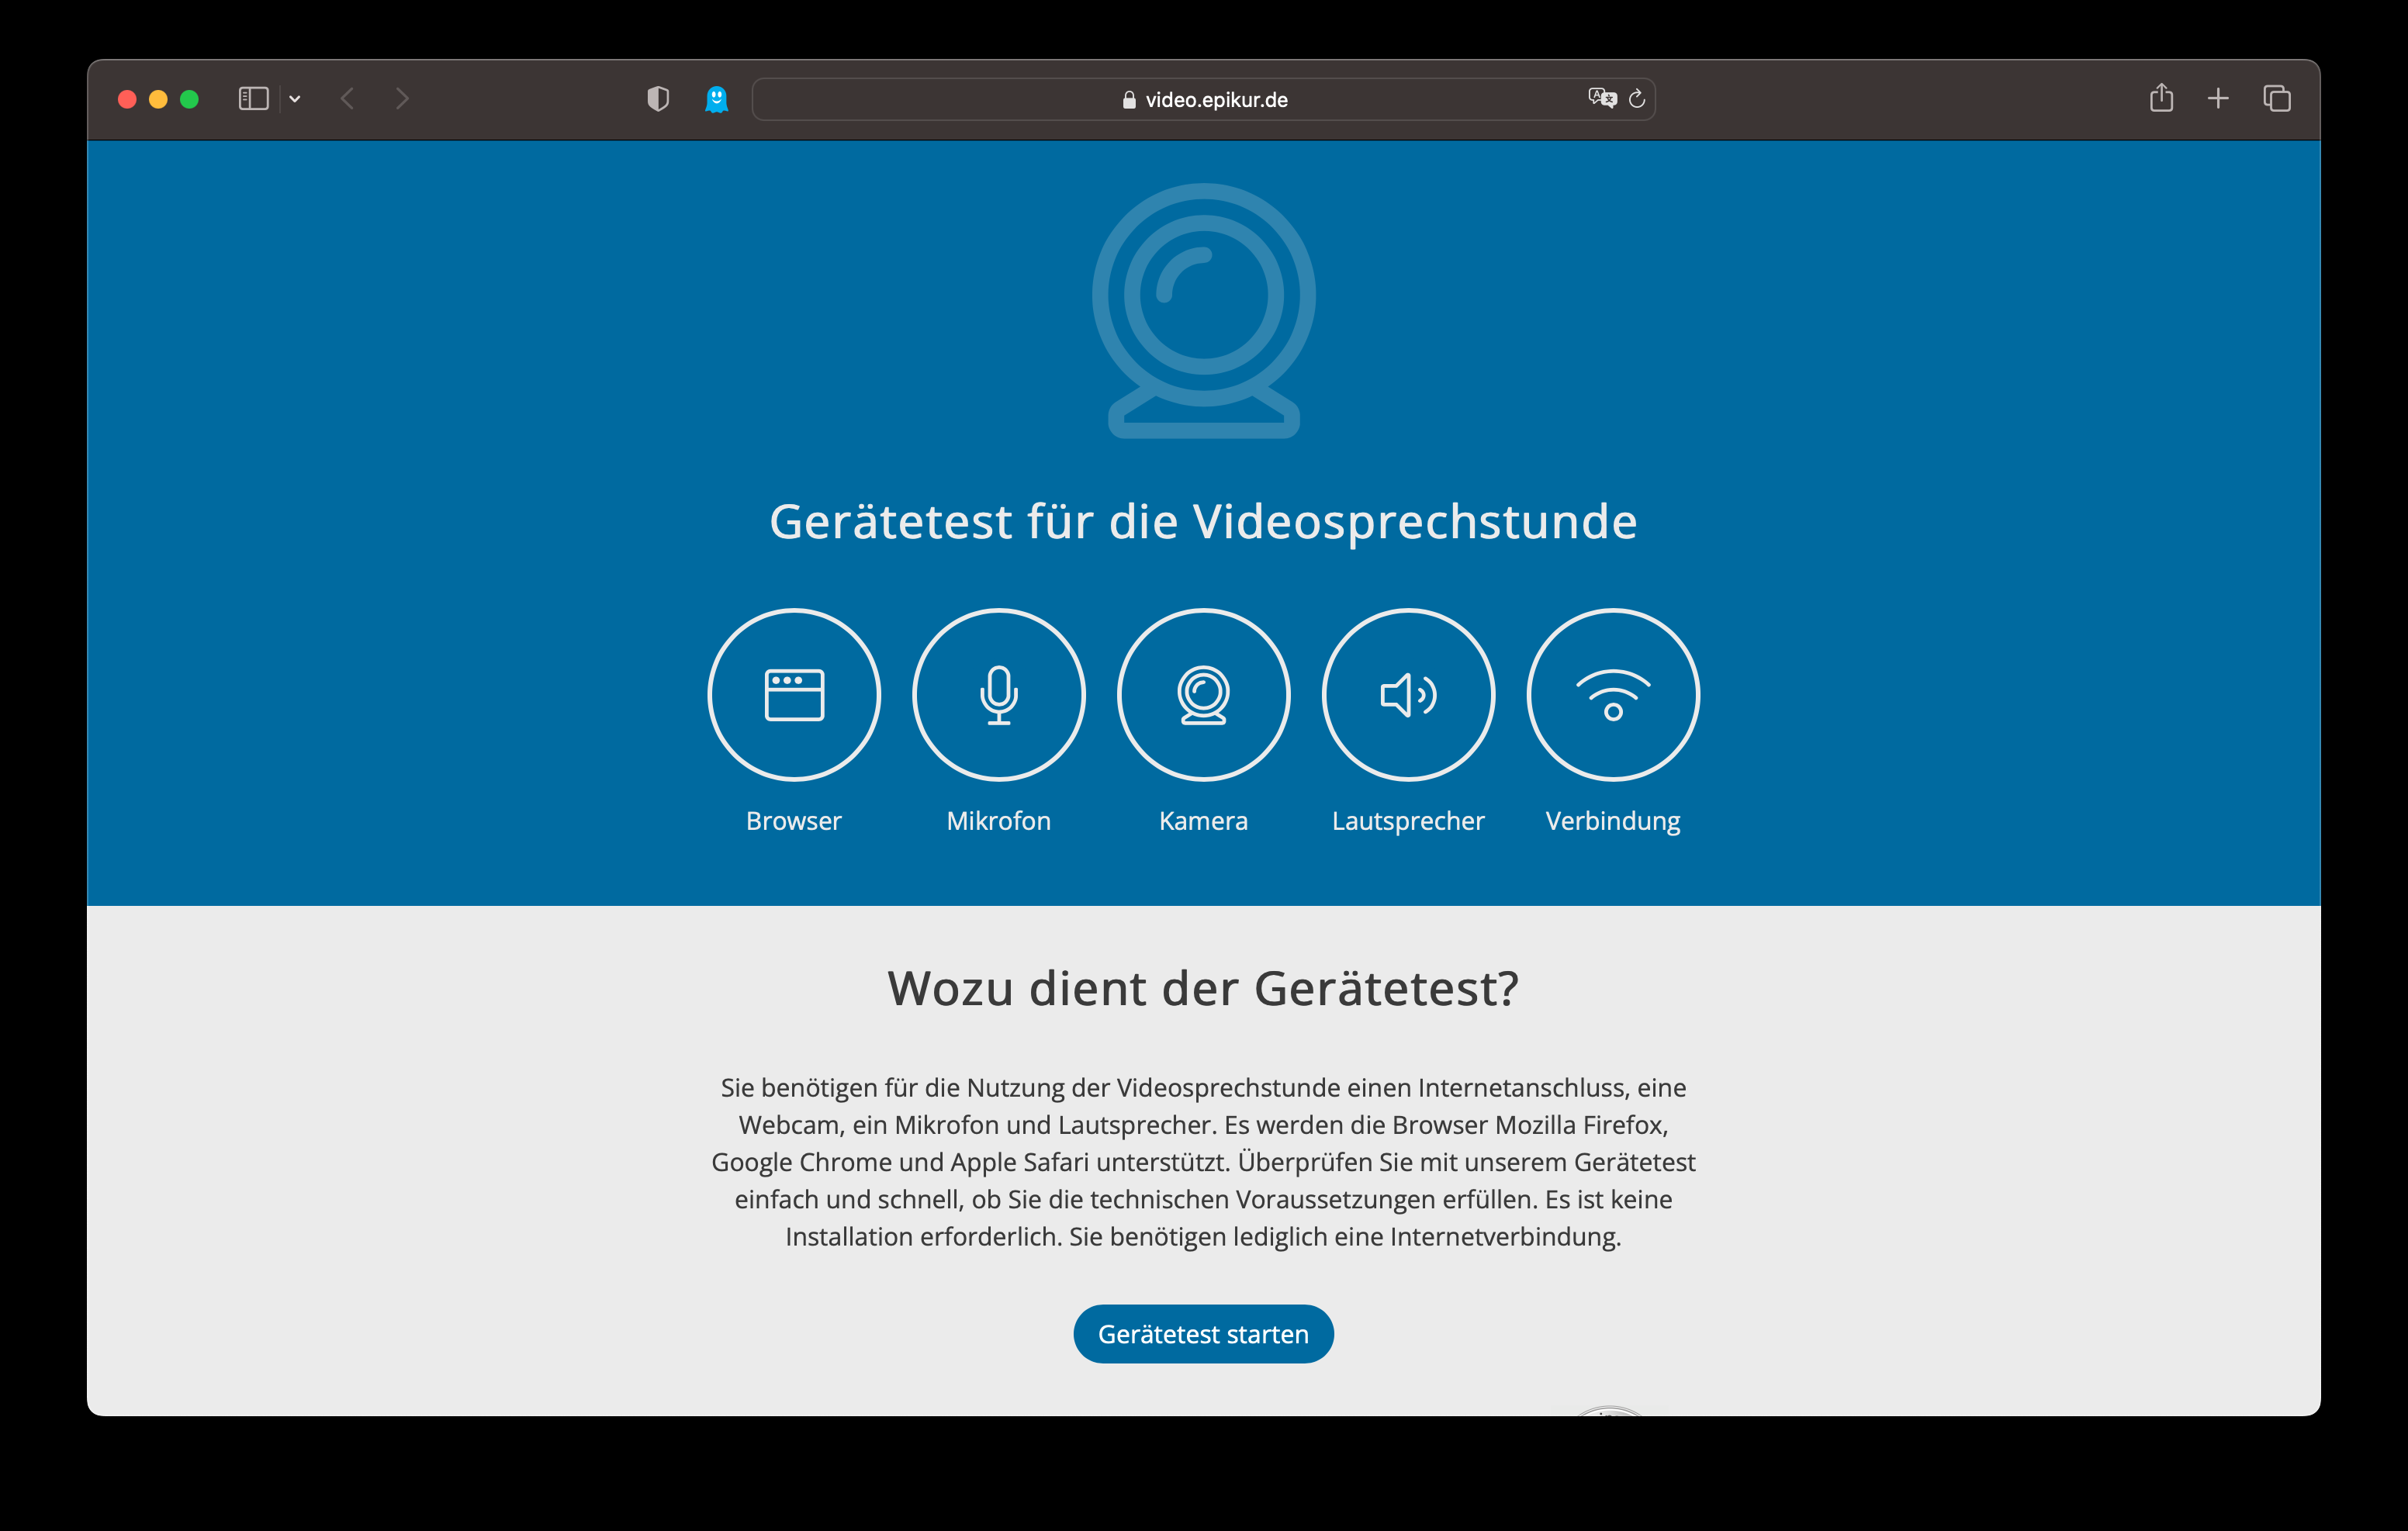 video.epikur.de
Gerätetest für die Videosprechstunde
Browser
Mikrofon
Kamera
Lautsprecher
Verbindung
Wozu dient der Gerätetest?
Sie benötigen für die Nutzung der Videosprechstunde einen Internetanschluss, eine
Webcam, ein Mikrofon und Lautsprecher. Es werden die Browser Mozilla Firefox,
Google Chrome und Apple Safari unterstützt. Überprüfen Sie mit unserem Gerätetest
einfach und schnell, ob Sie die technischen Voraussetzungen erfüllen. Es ist keine
Installation erforderlich. Sie benötigen lediglich eine Internetverbindung.
Gerätetest starten